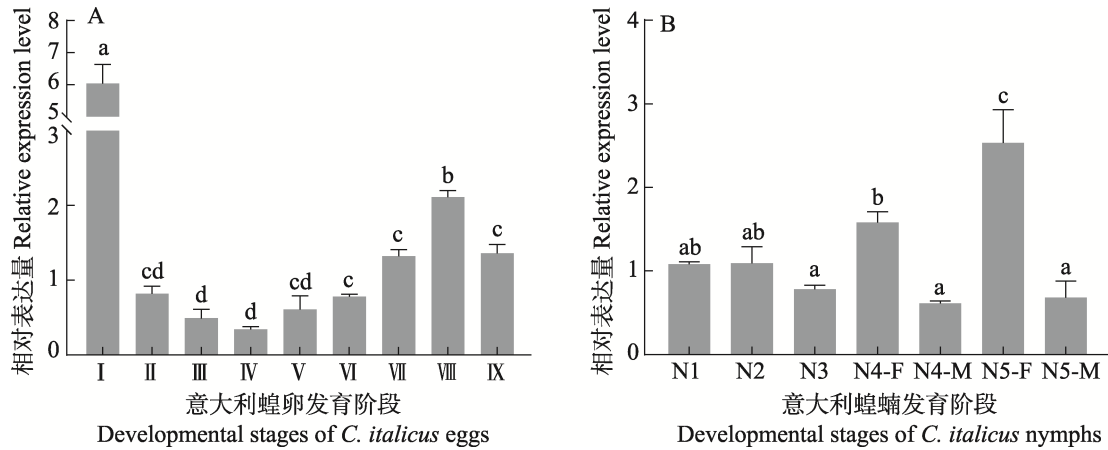 A
相对表达量 Relative expression level
8
7
6
5
3
2
1
0
a
cd
d
d
cd
c
c
b
c
I II III IV V VI VII VIII IX
意大利蝗卵发育阶段
Developmental stages of C. italicus eggs
B
相对表达量 Relative expression level
4
3
2
1
0
ab
ab
a
b
a
c
a
N1 N2 N3 N4-F N4-M N5-F N5-M
意大利蝗蝻发育阶段
Developmental stages of C. italicus nymphs